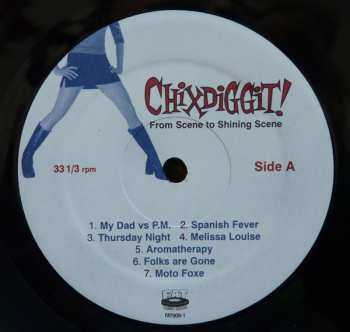 CHiXDiGGiT!
From Scene to Shining Scene
33 1/3 rpm
Side A
1. My Dad vs P.M. 2. Spanish Fever
3. Thursday Night 4. Melissa Louise
5. Aromatherapy
6. Folks are Gone
7. Moto Foxe
FAT